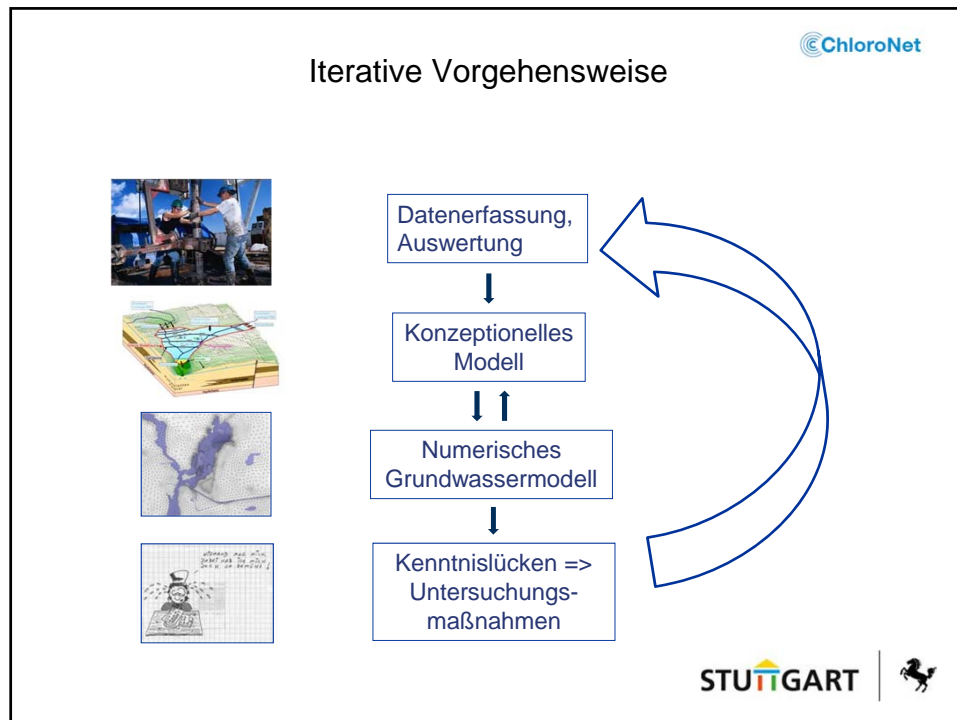 ChloroNet
Iterative Vorgehensweise
Datenerfassung,
Auswertung
Konzeptionelles
Modell
Numerisches
Grundwassermodell
Kenntnislücken =>
Untersuchungs-
maßnahmen
STUTTGART